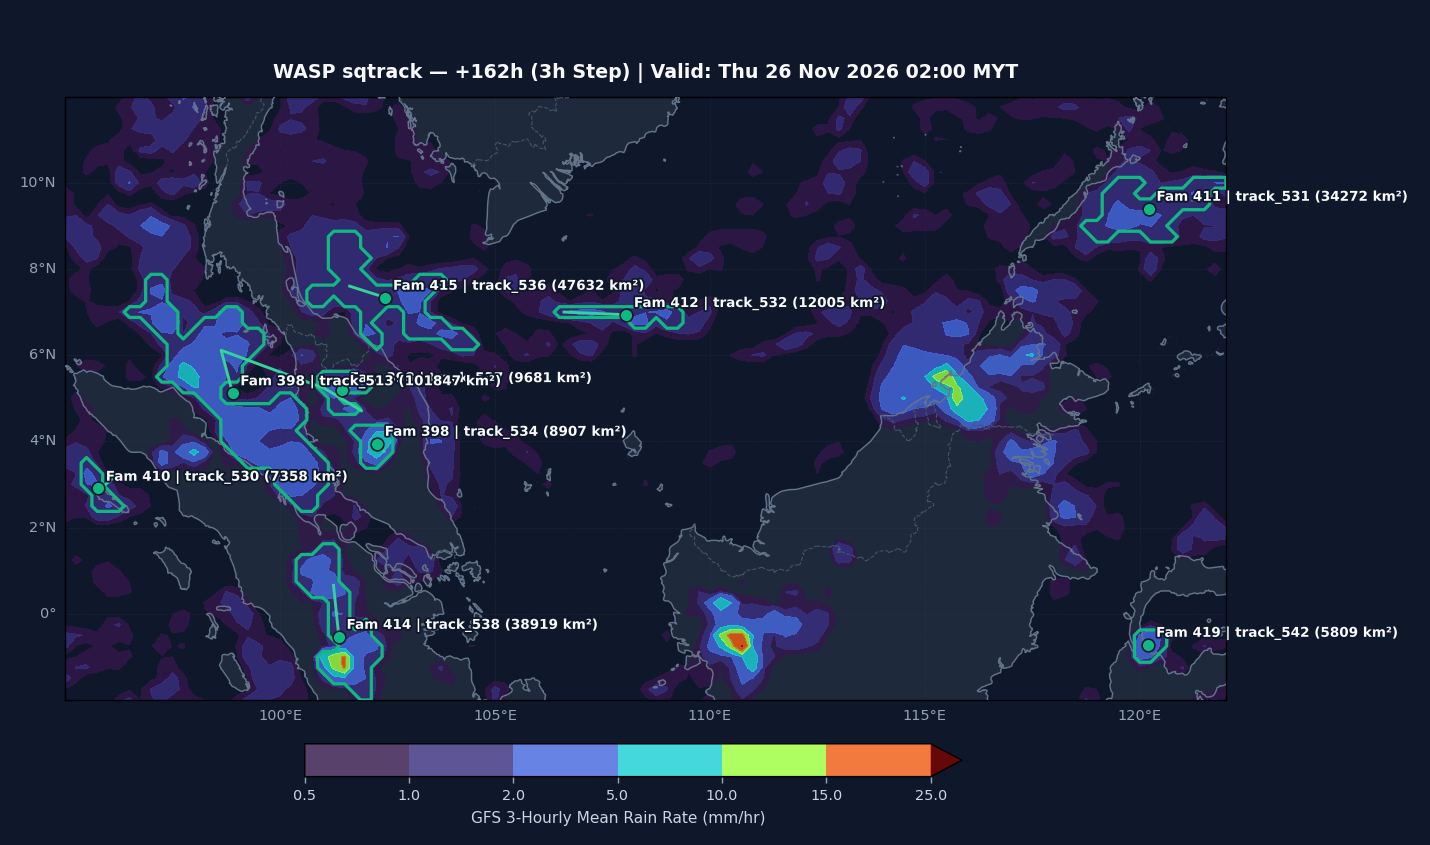 WASP sqtrack — +162h (3h Step) | Valid: Thu 26 Nov 2026 02:00 MYT
10°N
8°N
6°N
4°N
2°N
0°
Fam 411 | track_531 (34272 km²)
Fam 415 | track_536 (47632 km²)
Fam 412 | track_532 (12005 km²)
Fam 398 | track_513 (101847 km²)
(9681 km²)
Fam 398 | track_534 (8907 km²)
Fam 410 | track_530 (7358 km²)
Fam 414 | track_538 (38919 km²)
Fam 419 | track_542 (5809 km²)
100°E 105°E 110°E 115°E 120°E
0.5 1.0 2.0 5.0 10.0 15.0 25.0
GFS 3-Hourly Mean Rain Rate (mm/hr)